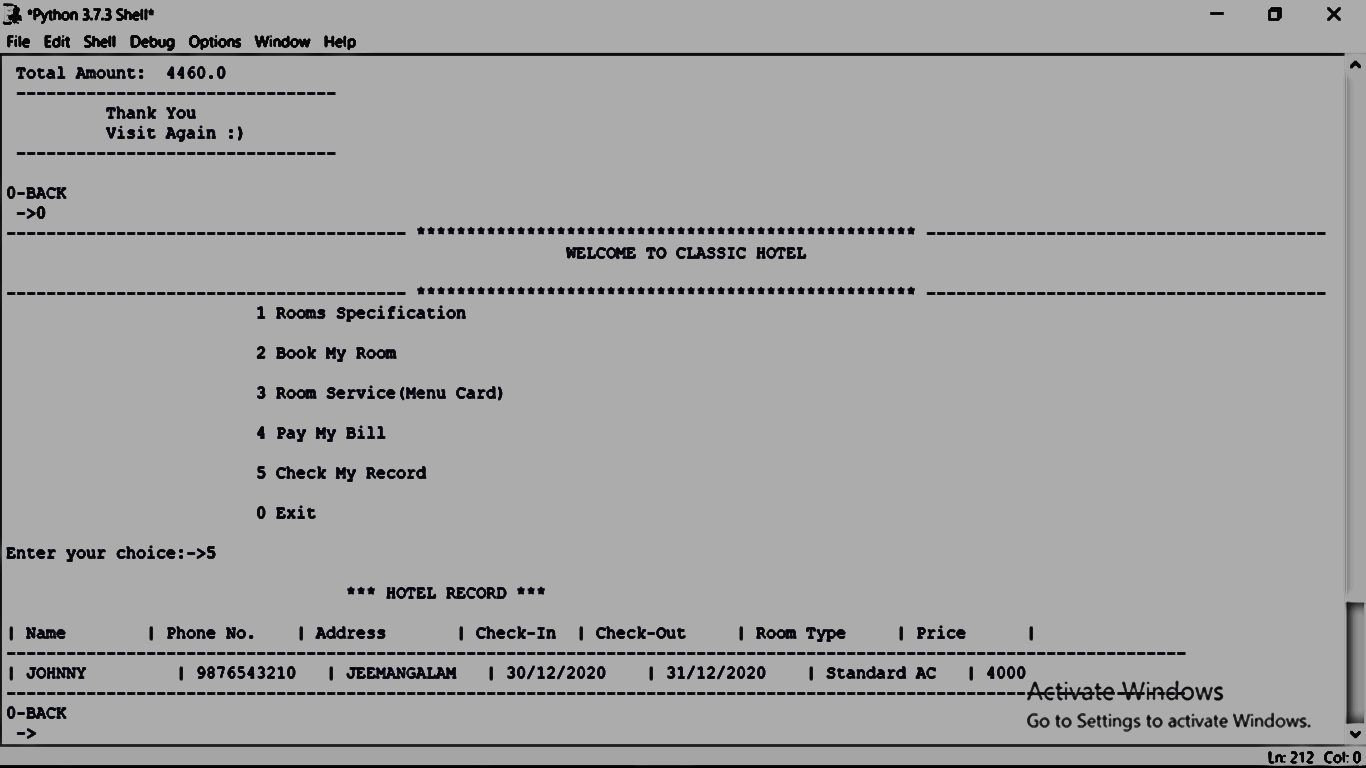 *Python 3.7.3 Shell*
File Edit Shell Debug Options Window Help
Total Amount: 4460.0
--------------------------------
Thank You
Visit Again :)
--------------------------------
0-BACK
->0
---------------------------------------- ************************************************** ----------------------------------------
WELCOME TO CLASSIC HOTEL
---------------------------------------- ************************************************** ----------------------------------------
1 Rooms Specification
2 Book My Room
3 Room Service(Menu Card)
4 Pay My Bill
5 Check My Record
0 Exit
Enter your choice:->5
*** HOTEL RECORD ***
| Name | Phone No. | Address | Check-In | Check-Out | Room Type | Price |
----------------------------------------------------------------------------------------------------------------------
| JOHNNY | 9876543210 | JEEMANGALAM | 30/12/2020 | 31/12/2020 | Standard AC | 4000
----------------------------------------------------------------------------------------------------------------------
Activate Windows
0-BACK
Go to Settings to activate Windows.
->
Ln: 212 Col: 0